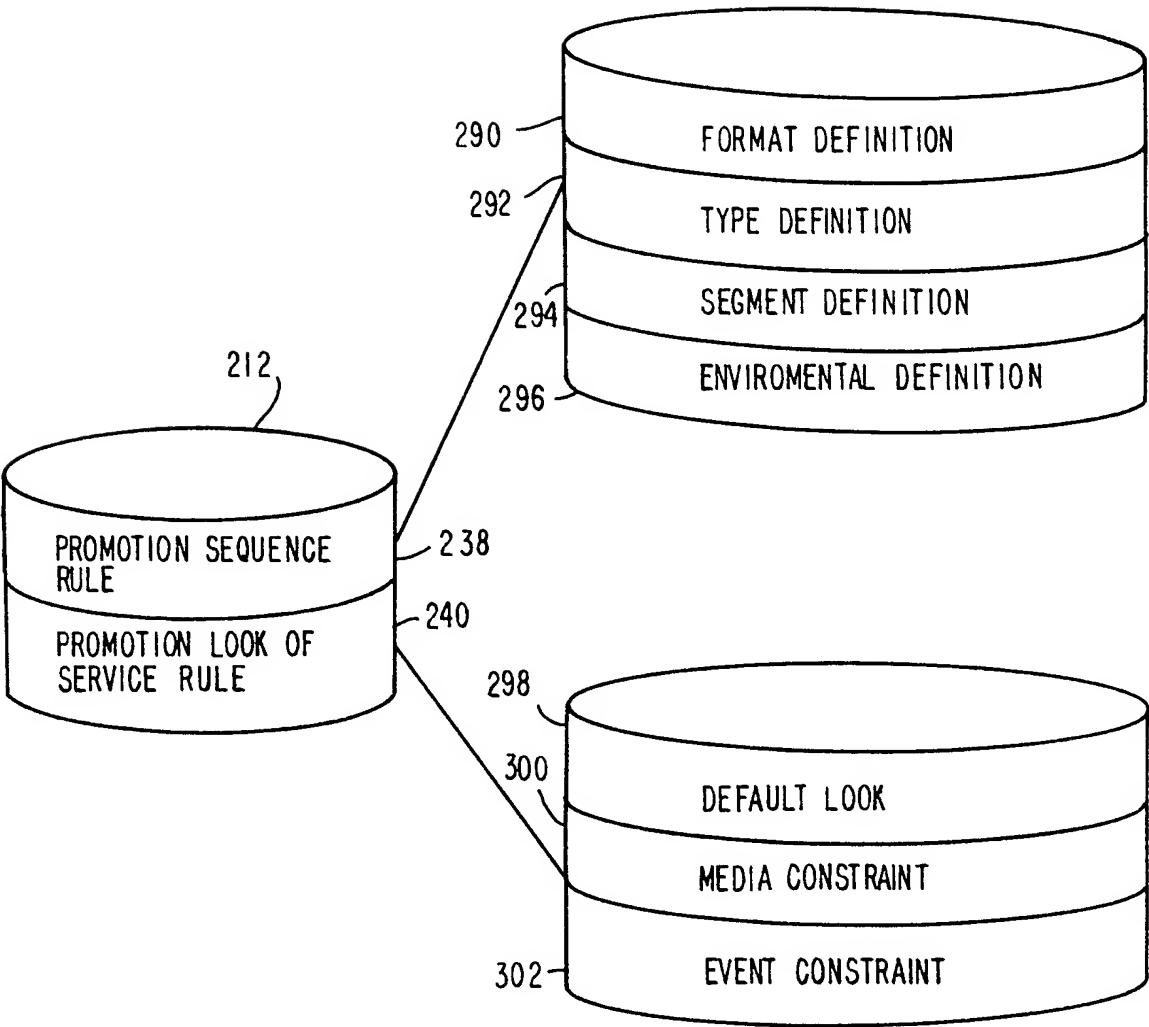 290
FORMAT DEFINITION
292
TYPE DEFINITION
294
SEGMENT DEFINITION
296
ENVIROMENTAL DEFINITION
212
PROMOTION SEQUENCE
RULE
238
240
PROMOTION LOOK OF
SERVICE RULE
298
300
DEFAULT LOOK
MEDIA CONSTRAINT
302
EVENT CONSTRAINT